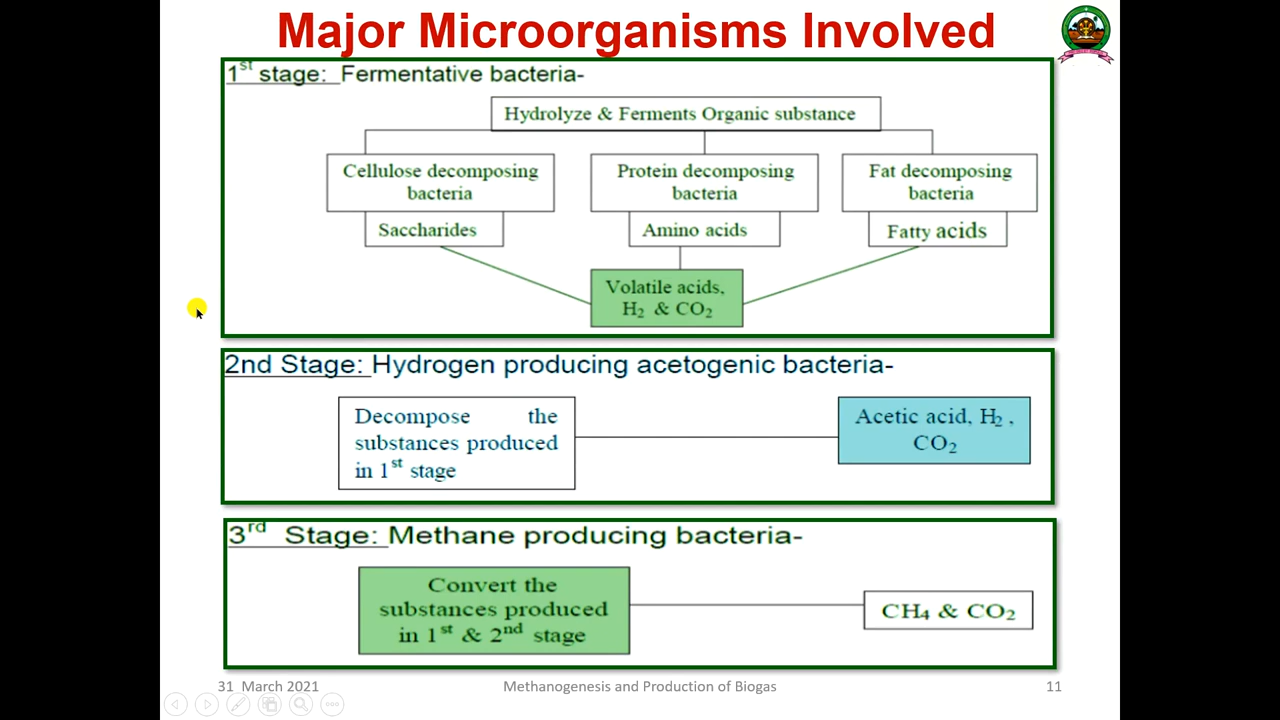 Major Microorganisms Involved
1st stage: Fermentative bacteria-
Hydrolyze & Ferments Organic substance
Cellulose decomposing
bacteria
Protein decomposing
bacteria
Fat decomposing
bacteria
Saccharides
Amino acids
Fatty acids
Volatile acids,
H2 & CO2
2nd Stage: Hydrogen producing acetogenic bacteria-
Decompose the
substances produced
in 1st stage
Acetic acid, H2 ,
CO2
3rd Stage: Methane producing bacteria-
Convert the
substances produced
in 1st & 2nd stage
CH4 & CO2
31 March 2021
Methanogenesis and Production of Biogas
11